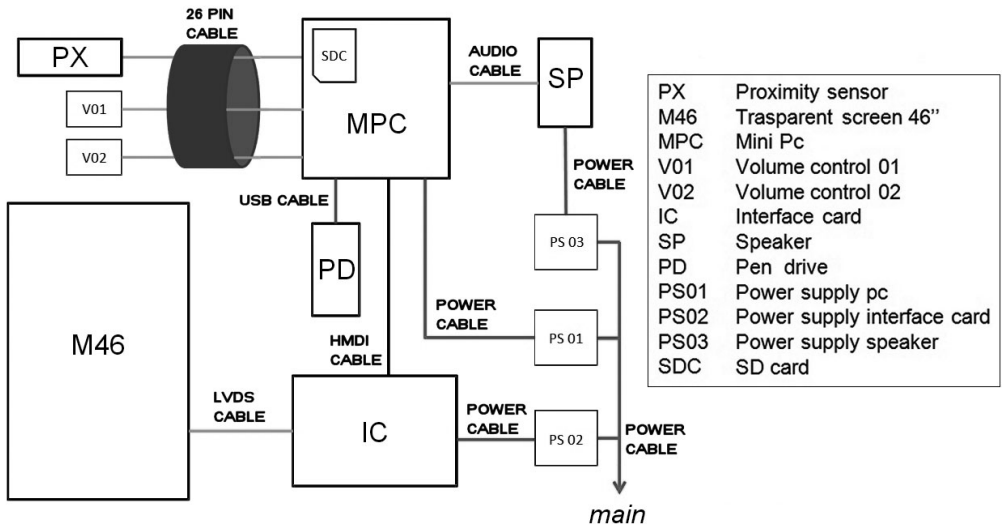 26 PIN
CABLE
PX
V01
V02
SDC
MPC
AUDIO
CABLE
SP
POWER
CABLE
USB CABLE
PD
PS 03
M46
HMDI
CABLE
POWER
CABLE
PS 01
LVDS
CABLE
IC
POWER
CABLE
PS 02
POWER
CABLE
main
PX Proximity sensor
M46 Trasparent screen 46’’
MPC Mini Pc
V01 Volume control 01
V02 Volume control 02
IC Interface card
SP Speaker
PD Pen drive
PS01 Power supply pc
PS02 Power supply interface card
PS03 Power supply speaker
SDC SD card